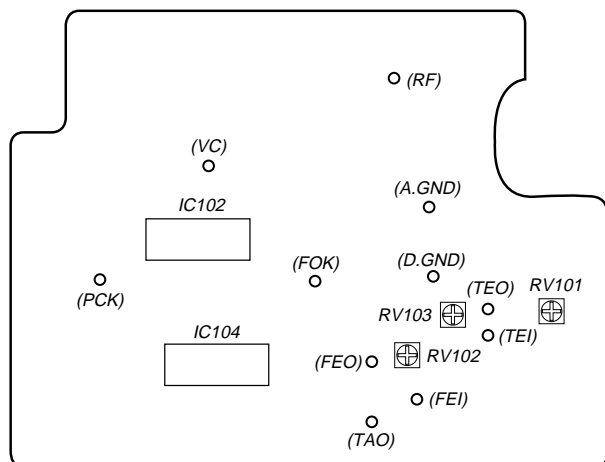 (RF)
(VC)
(A.GND)
IC102
(FOK)
(D.GND)
(PCK)
(TEO)
RV101
RV103
IC104
(TEI)
(FEO)
RV102
(FEI)
(TAO)